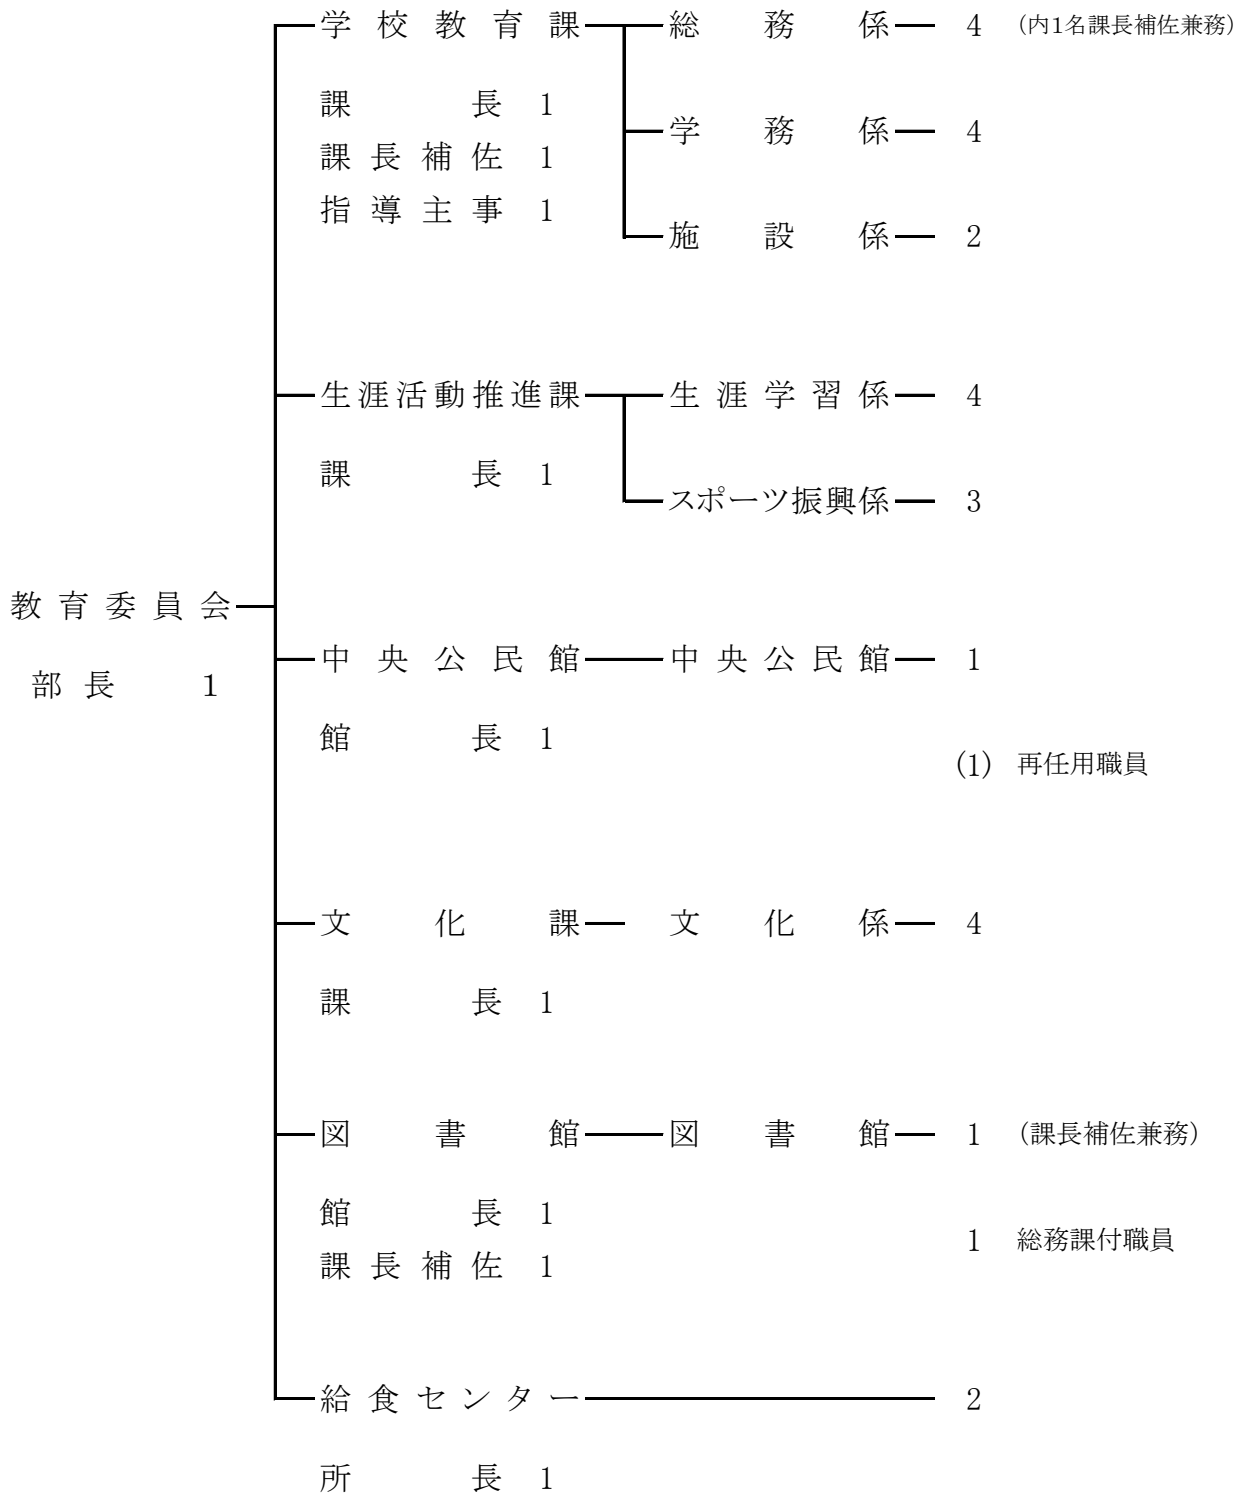 学校教育課 総務係 4 (内1名課長補佐兼務)
課長 1
学務係 4
課長補佐 1
指導主事 1
施設係 2
生涯活動推進課 生涯学習係 4
課長 1
スポーツ振興係 3
教育委員会
中央公民館 中央公民館 1
部長 1
館長 1
(1) 再任用職員
文化課 文化係 4
課長 1
図書館 図書館 1 (課長補佐兼務)
館長 1
1 総務課付職員
課長補佐 1
給食センター 2
所長 1